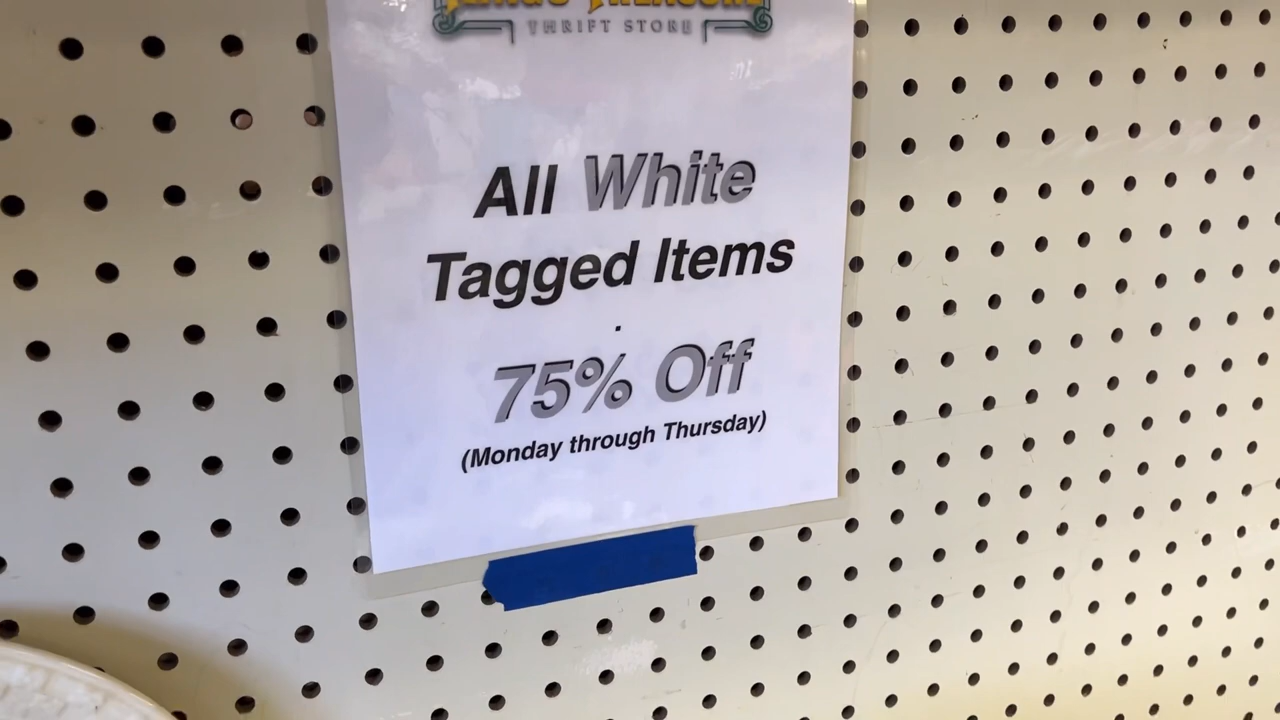 THRIFT STORE
All White
Tagged Items
.
75% Off
(Monday through Thursday)